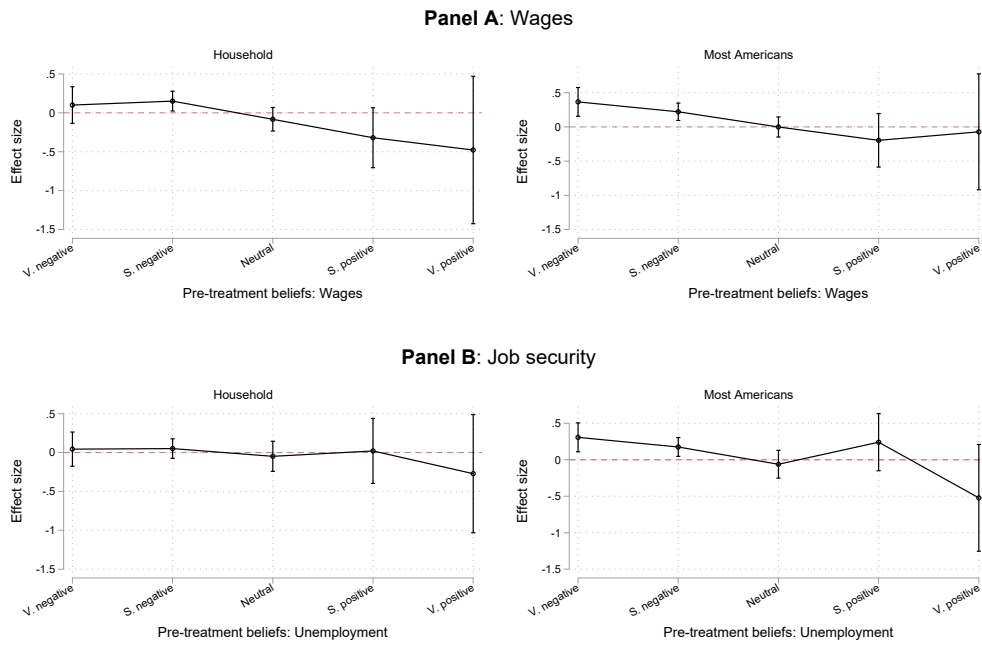 Panel A: Wages
Household
Most Americans
Effect size
.5
0
-.5
-1
-1.5
V. negative
S. negative
Neutral
S. positive
V. positive
Pre-treatment beliefs: Wages
Effect size
.5
0
-.5
-1
-1.5
V. negative
S. negative
Neutral
S. positive
V. positive
Pre-treatment beliefs: Wages
Panel B: Job security
Household
Most Americans
Effect size
.5
0
-.5
-1
-1.5
V. negative
S. negative
Neutral
S. positive
V. positive
Pre-treatment beliefs: Unemployment
Effect size
.5
0
-.5
-1
-1.5
V. negative
S. negative
Neutral
S. positive
V. positive
Pre-treatment beliefs: Unemployment